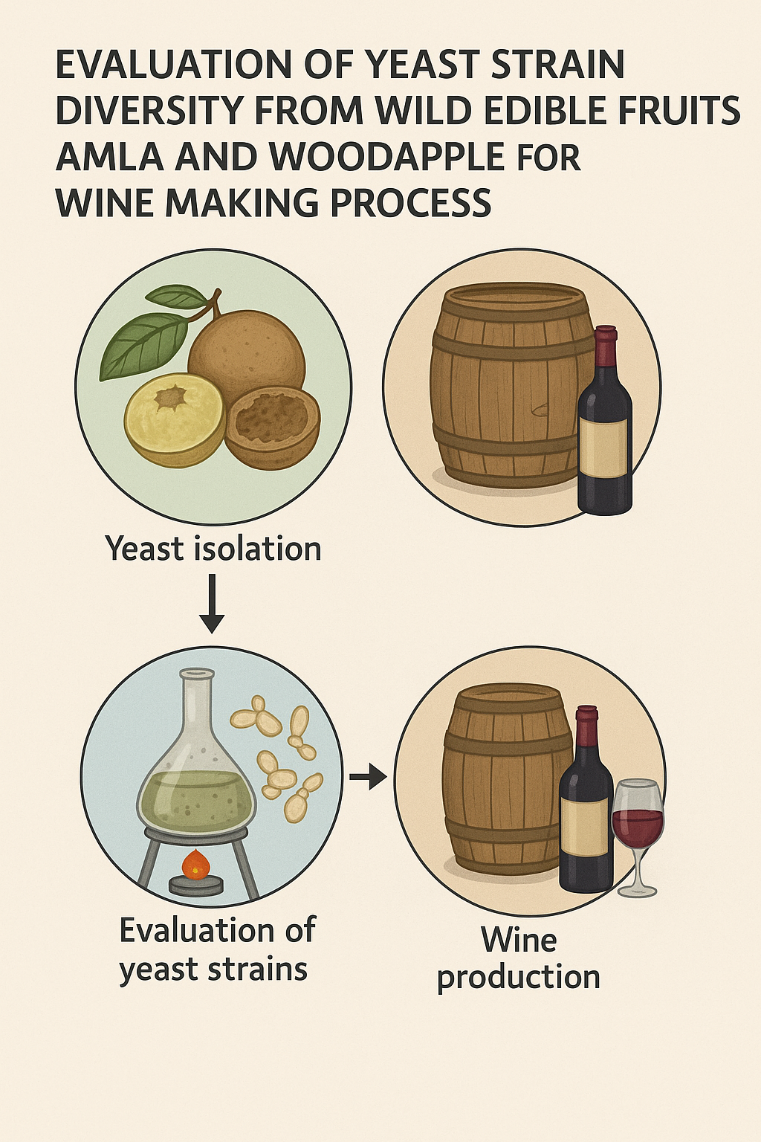 EVALUATION OF YEAST STRAIN
DIVERSITY FROM WILD EDIBLE FRUITS
AMLA AND WOODAPPLE FOR
WINE MAKING PROCESS
Yeast isolation
Evaluation of
yeast strains
Wine
production